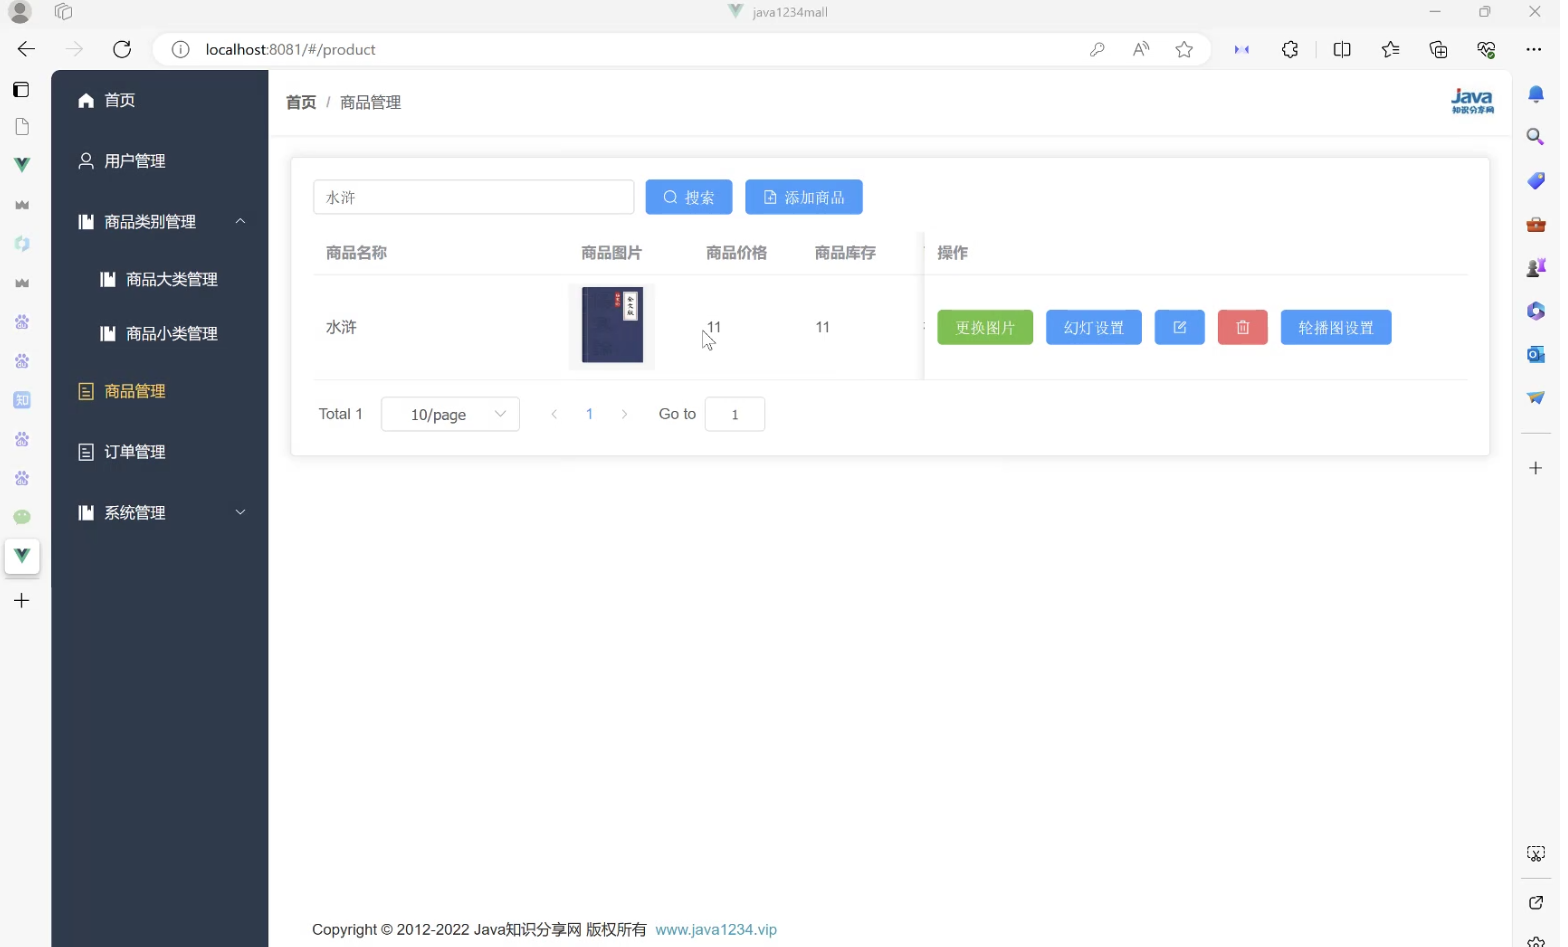 java1234mall
localhost:8081/#/product
首页
首页 / 商品管理
java
知识分享网
用户管理
水浒
搜索
添加商品
商品类别管理
商品名称 商品图片 商品价格 商品库存 操作
商品大类管理
水浒 11 11 更换图片 幻灯设置 轮播图设置
商品小类管理
商品管理
Total 1 10/page 1 Go to 1
订单管理
系统管理
知
Copyright © 2012-2022 Java知识分享网 版权所有 www.java1234.vip